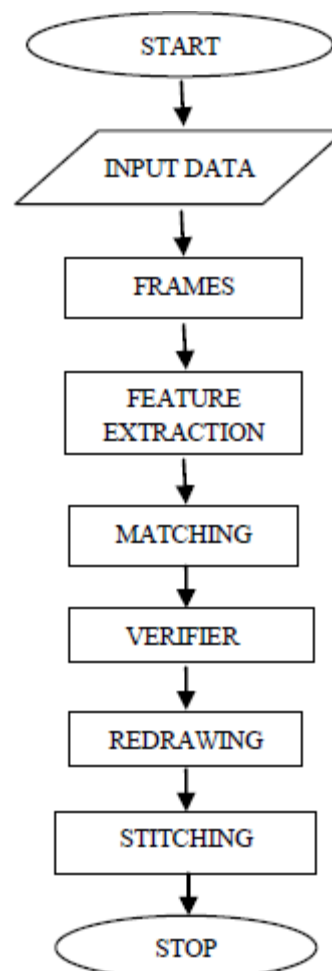 START
INPUT DATA
FRAMES
FEATURE
EXTRACTION
MATCHING
VERIFIER
REDRAWING
STITCHING
STOP